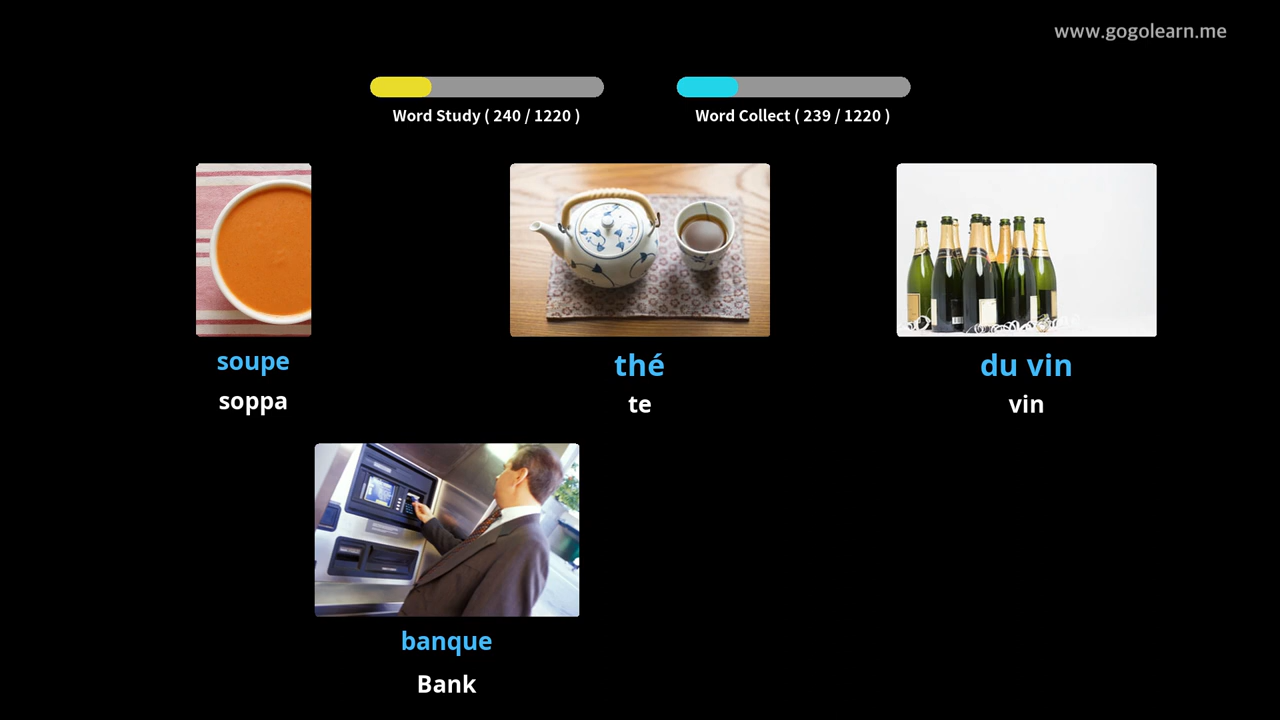 www.gogolearn.me
Word Study ( 240 / 1220 )
Word Collect ( 239 / 1220 )
soupe
soppa
thé
te
du vin
vin
banque
Bank